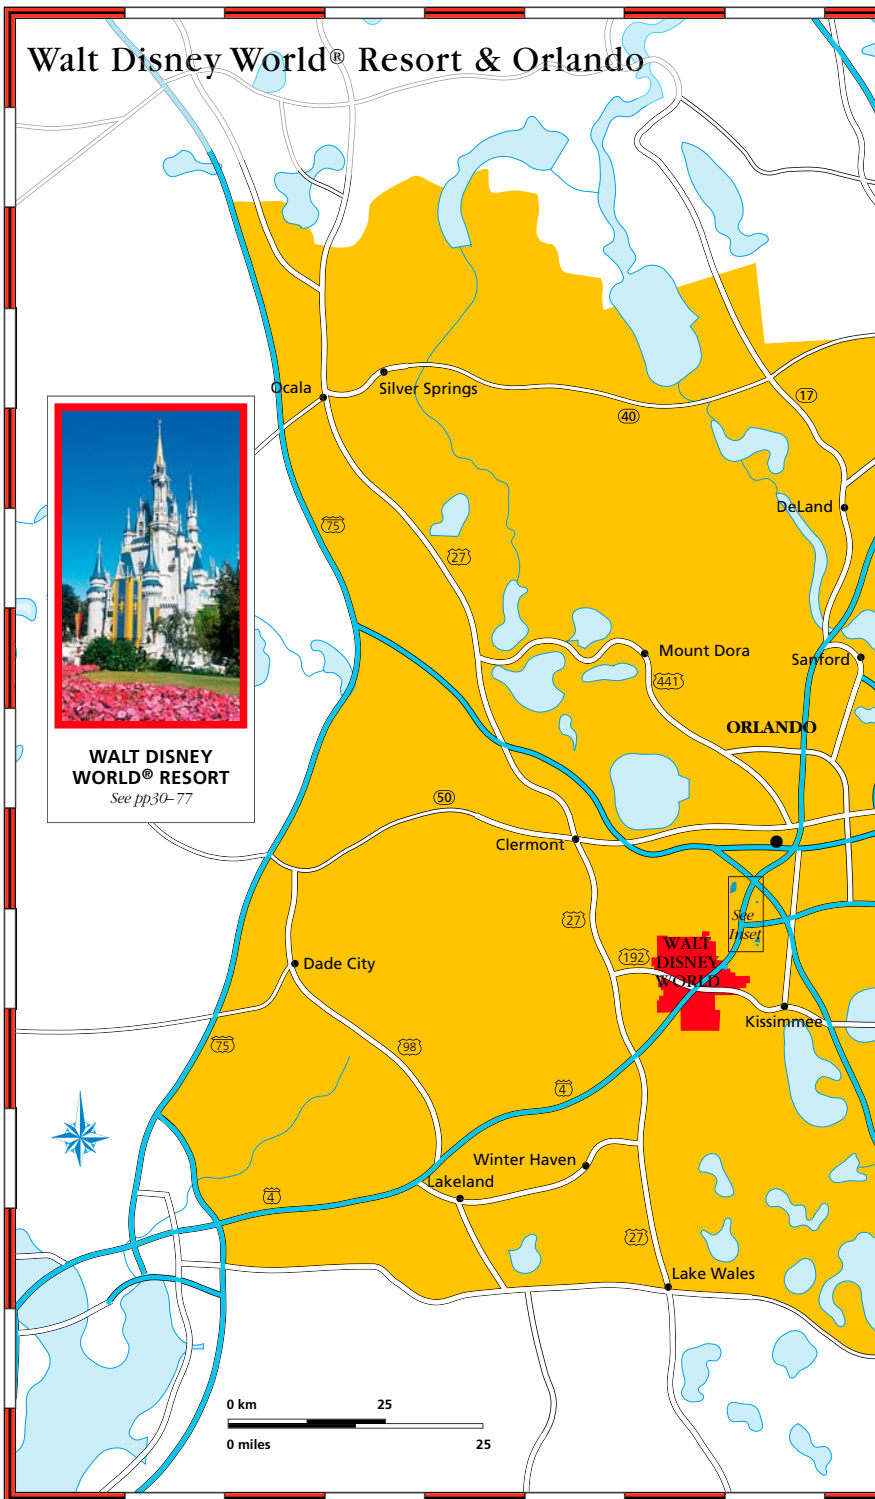 Walt Disney World® Resort & Orlando
Ocala
Silver Springs
17
40
DeLand
75
27
Mount Dora
Sanford
441
ORLANDO
WALT DISNEY
WORLD® RESORT
See pp30–77
50
Clermont
27
See
Inset
192
WALT
DISNEY
WORLD
Dade City
Kissimmee
75
98
4
Winter Haven
Lakeland
4
27
Lake Wales
0 km
25
0 miles
25